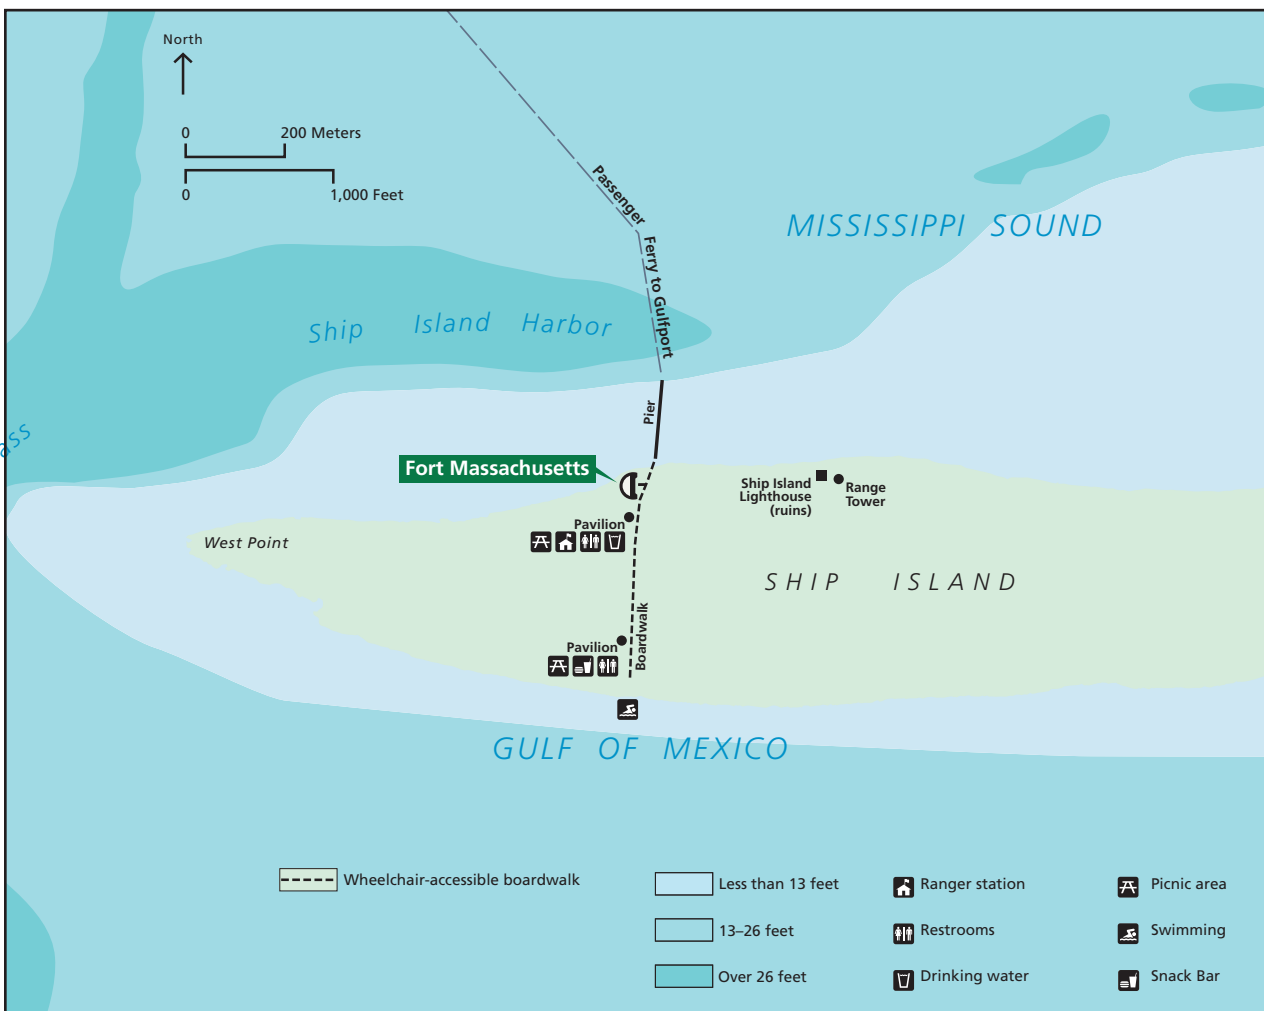 North
0 200 Meters
0 1,000 Feet
Passenger
Ferry to Gulfport
MISSISSIPPI SOUND
Ship Island Harbor
Pier
Fort Massachusetts
Ship Island
Lighthouse
(ruins)
Range
Tower
Pavilion
West Point
SHIP ISLAND
Boardwalk
Pavilion
GULF OF MEXICO
Wheelchair-accessible boardwalk
Less than 13 feet
13–26 feet
Over 26 feet
Ranger station
Restrooms
Drinking water
Picnic area
Swimming
Snack Bar